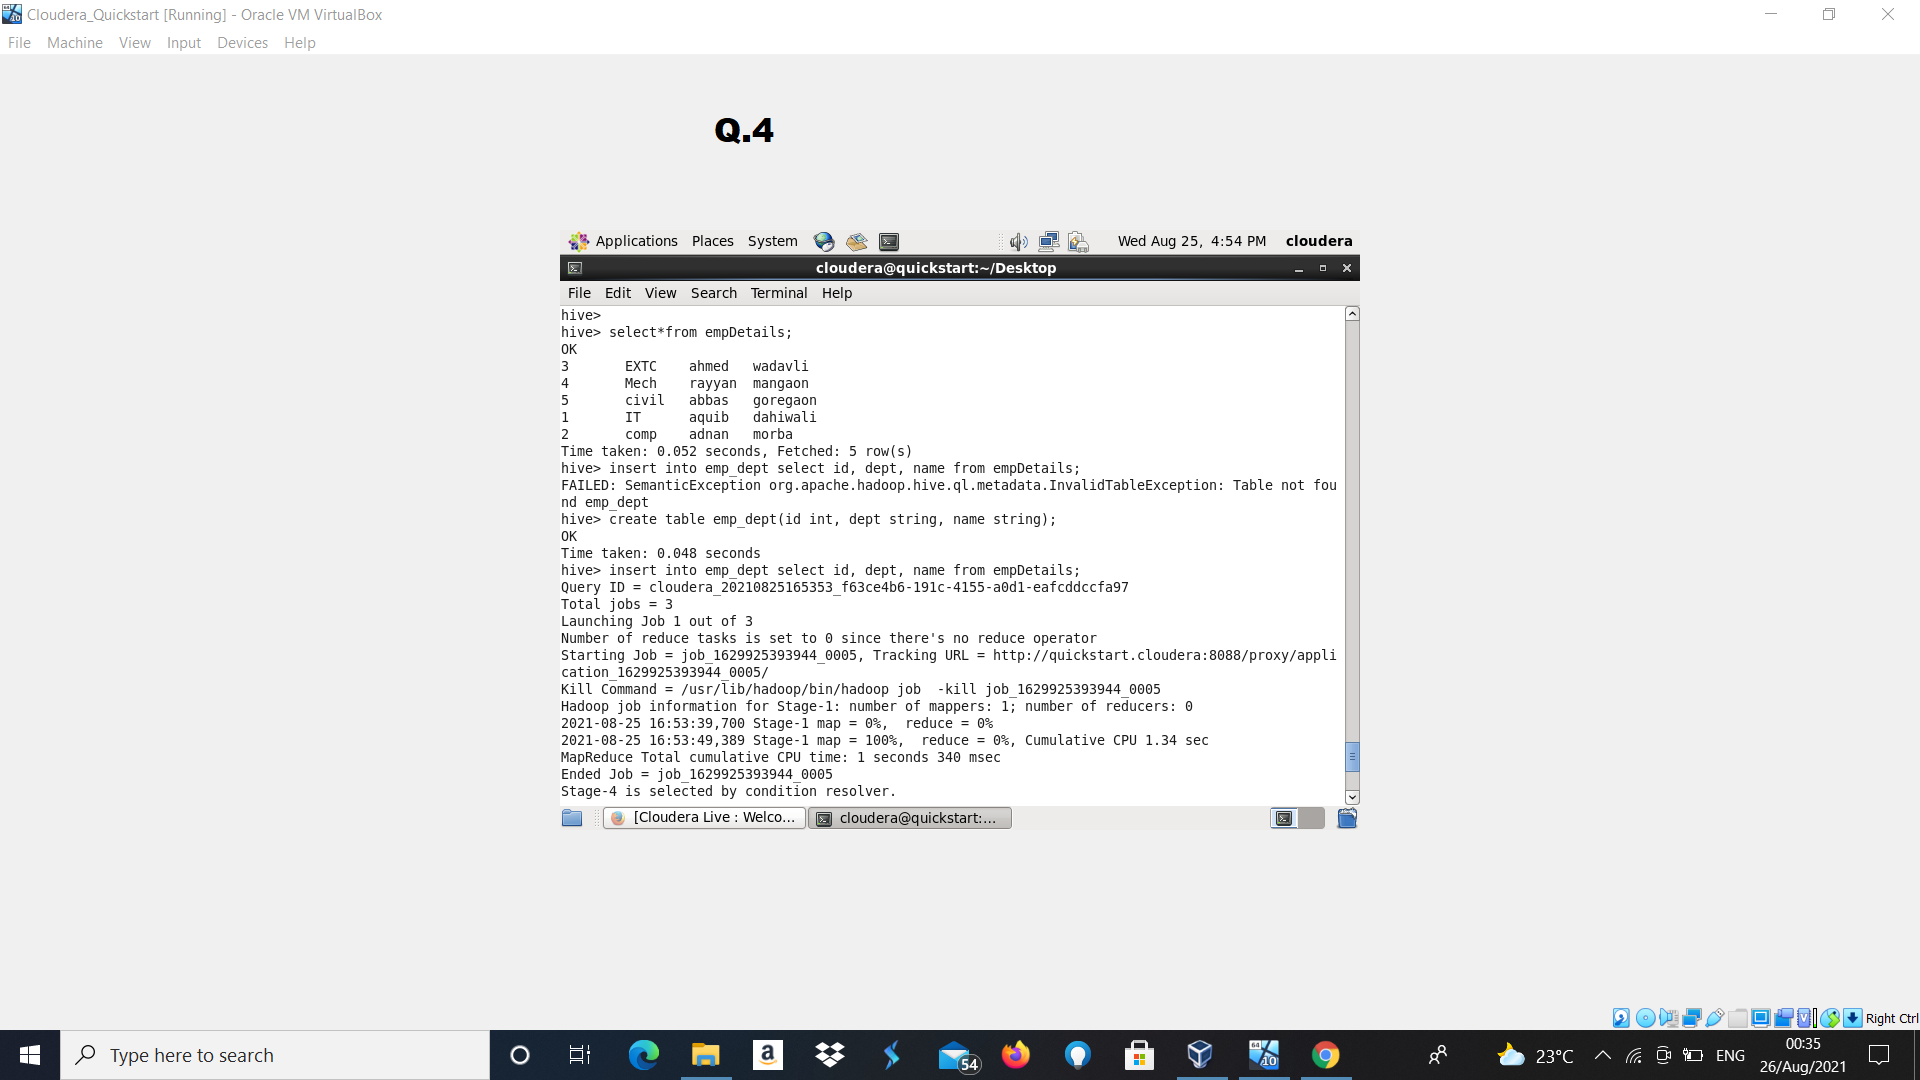 Cloudera_Quickstart [Running] - Oracle VM VirtualBox
File Machine View Input Devices Help
Q.4
Applications Places System Wed Aug 25, 4:54 PM cloudera
cloudera@quickstart:~/Desktop
File Edit View Search Terminal Help
hive>
hive> select*from empDetails;
OK
3 EXTC ahmed wadavli
4 Mech rayyan mangaon
5 civil abbas goregaon
1 IT aquib dahiwali
2 comp adnan morba
Time taken: 0.052 seconds, Fetched: 5 row(s)
hive> insert into emp_dept select id, dept, name from empDetails;
FAILED: SemanticException org.apache.hadoop.hive.ql.metadata.InvalidTableException: Table not fou
nd emp_dept
hive> create table emp_dept(id int, dept string, name string);
OK
Time taken: 0.048 seconds
hive> insert into emp_dept select id, dept, name from empDetails;
Query ID = cloudera_20210825165353_f63ce4b6-191c-4155-a0d1-eafcddccfa97
Total jobs = 3
Launching Job 1 out of 3
Number of reduce tasks is set to 0 since there's no reduce operator
Starting Job = job_1629925393944_0005, Tracking URL = http://quickstart.cloudera:8088/proxy/appli
cation_1629925393944_0005/
Kill Command = /usr/lib/hadoop/bin/hadoop job  -kill job_1629925393944_0005
Hadoop job information for Stage-1: number of mappers: 1; number of reducers: 0
2021-08-25 16:53:39,700 Stage-1 map = 0%,  reduce = 0%
2021-08-25 16:53:49,389 Stage-1 map = 100%,  reduce = 0%, Cumulative CPU 1.34 sec
MapReduce Total cumulative CPU time: 1 seconds 340 msec
Ended Job = job_1629925393944_0005
Stage-4 is selected by condition resolver.
[Cloudera Live : Welco... cloudera@quickstart:...
Right Ctrl
Type here to search 54 23°C ENG 00:35
26/Aug/2021